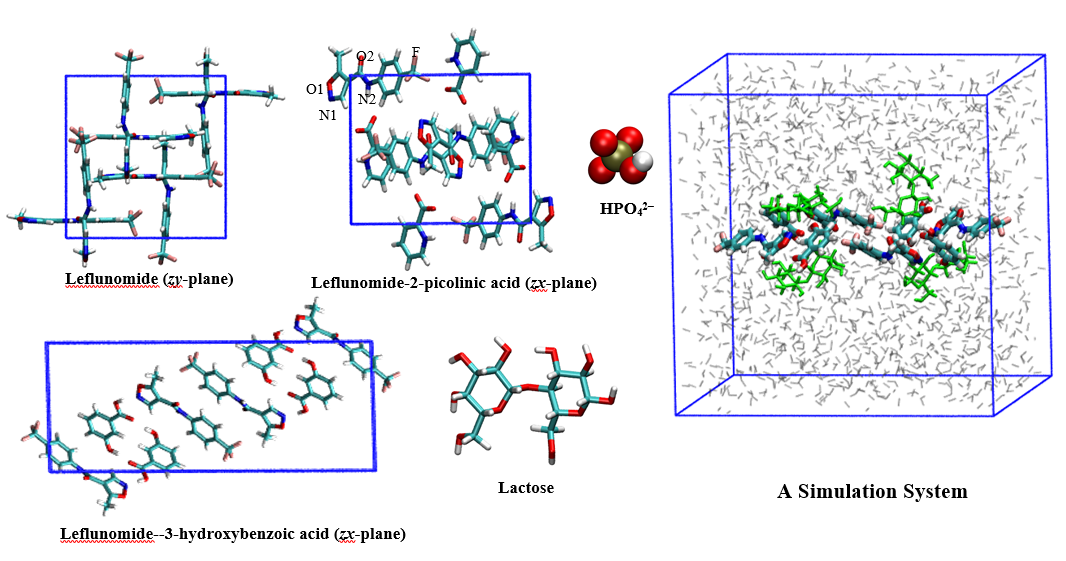 O2
F
O1
N2
N1
HPO₄²⁻
Leflunomide (zy-plane)
Leflunomide-2-picolinic acid (zx-plane)
Lactose
A Simulation System
Leflunomide--3-hydroxybenzoic acid (zx-plane)